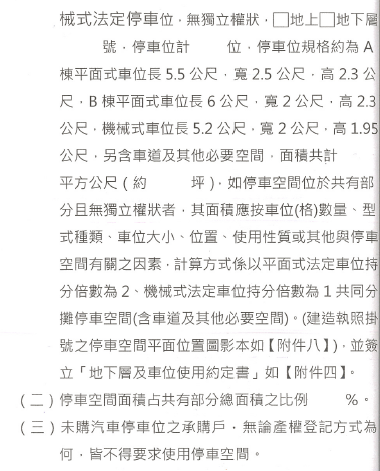 械式法定停車位，無獨立權狀，□地上□地下層
號，停車位計　　位，停車位規格約為 A
棟平面式車位長 5.5 公尺，寬 2.5 公尺，高 2.3 公
尺，B 棟平面式車位長 6 公尺，寬 2 公尺，高 2.3
公尺，機械式車位長 5.2 公尺，寬 2 公尺，高 1.95
公尺，另含車道及其他必要空間，面積共計
平方公尺（約　　坪），如停車空間位於共有部
分且無獨立權狀者，其面積應按車位(格)數量、型
式種類、車位大小、位置、使用性質或其他與停車
空間有關之因素，計算方式係以平面式法定車位持
分倍數為 2、機械式法定車位持分倍數為 1 共同分
攤停車空間(含車道及其他必要空間)。(建造執照掛
號之停車空間平面位置圖影本如【附件八】)，並簽
立「地下層及車位使用約定書」如【附件四】。
（二）停車空間面積占共有部分總面積之比例　　%。
（三）未購汽車停車位之承購戶，無論產權登記方式為
何，皆不得要求使用停車空間。